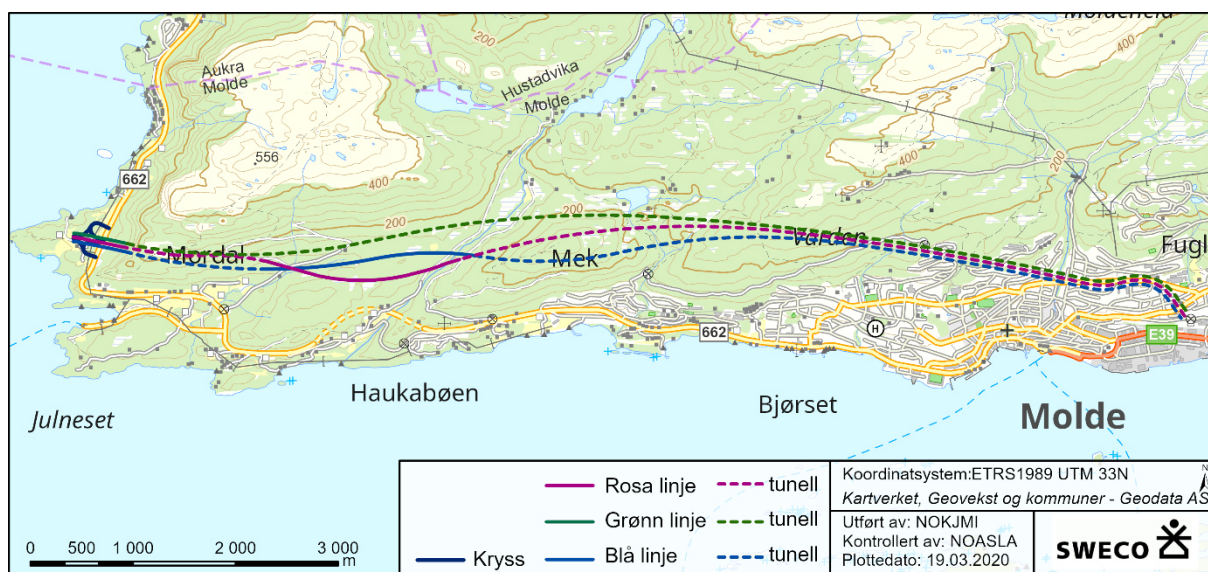 Moldeheia
200
400
Aukra
Molde
Hustadvika
Molde
556
400
200
200
662
200
Mordal
Mek
Varden
Fugl
662
H
E39
Haukabøen
Bjørset
Molde
Julneset
Rosa linje
tunell
Grønn linje
tunell
Kryss
Blå linje
tunell
0 500 1 000 2 000 3 000
m
Koordinatsystem:ETRS1989 UTM 33N
N
Kartverket, Geovekst og kommuner - Geodata AS
Utført av: NOKJMI
Kontrollert av: NOASLA
Plottedato: 19.03.2020
SWECO